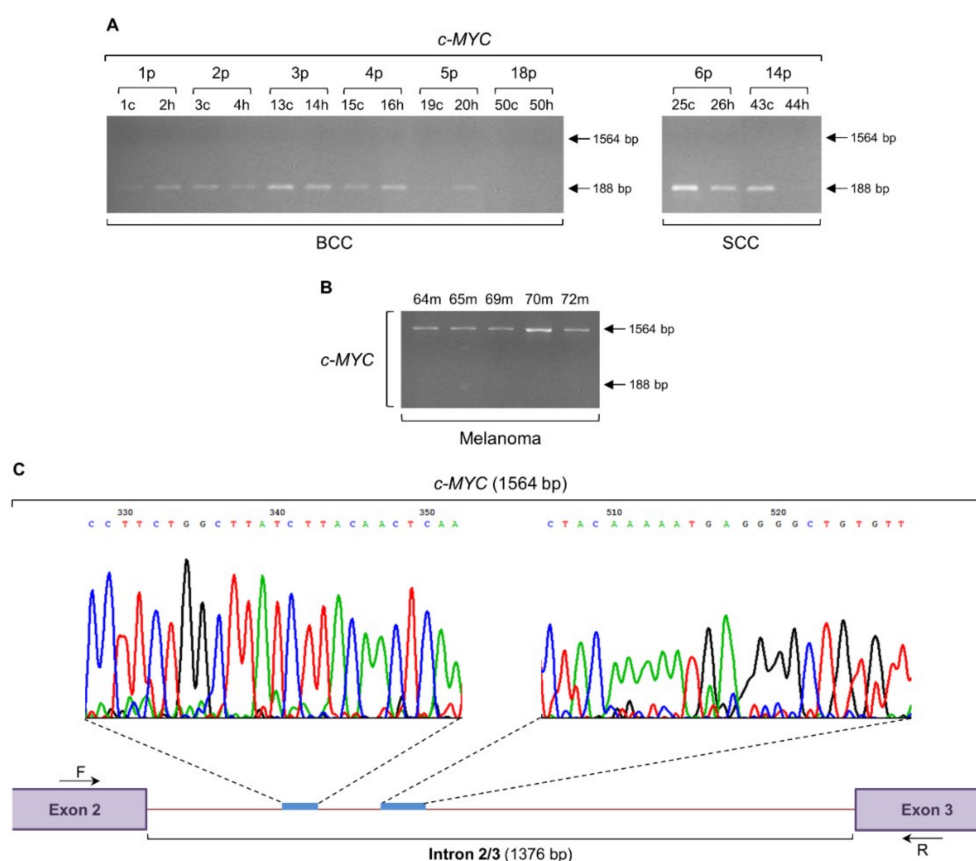 A
c-MYC
1p 2p 3p 4p 5p 18p 6p 14p
1c 2h 3c 4h 13c 14h 15c 16h 19c 20h 50c 50h 25c 26h 43c 44h
1564 bp 1564 bp
188 bp 188 bp
BCC SCC
B
64m 65m 69m 70m 72m
1564 bp
c-MYC
188 bp
Melanoma
C
c-MYC (1564 bp)
330 340 350 510 520
C C T T C T G G C T T A T C T T A C A A C T C A A C T A C A A A A A T G A G G G G C T G T G T T
F
Exon 2 Exon 3
Intron 2/3 (1376 bp)
R